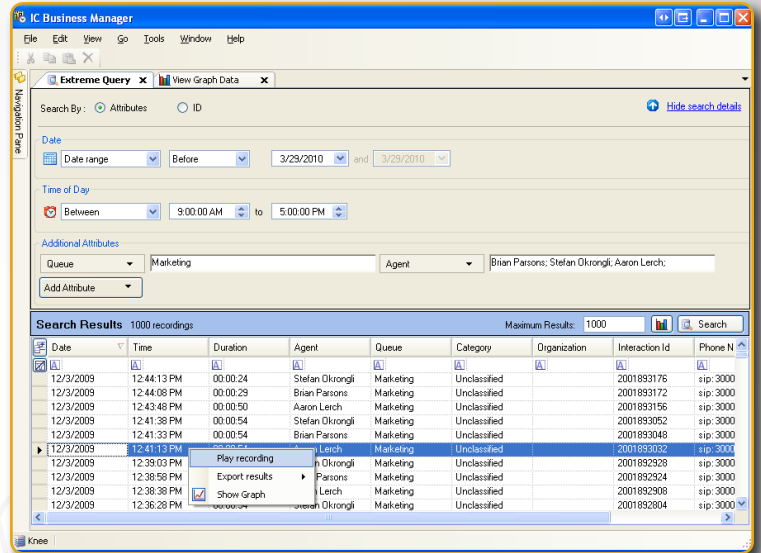 IC Business Manager
File Edit View Go Tools Window Help
Navigation Pane
Extreme Query X View Graph Data X
Search By : Attributes ID Hide search details
Date
Date range Before 3/29/2010 and 3/29/2010
Time of Day
Between 9:00:00 AM to 5:00:00 PM
Additional Attributes
Queue Marketing Agent Brian Parsons; Stefan Okrongli; Aaron Lerch;
Add Attribute
Search Results 1000 recordings Maximum Results: 1000 Search
Date Time Duration Agent Queue Category Organization Interaction Id Phone N
A A A A A A A A A
12/3/2009 12:44:13 PM 00:00:24 Stefan Okrongli Marketing Unclassified 2001893176 sip: 3000
12/3/2009 12:44:08 PM 00:00:29 Brian Parsons Marketing Unclassified 2001893172 sip: 3000
12/3/2009 12:43:48 PM 00:00:50 Aaron Lerch Marketing Unclassified 2001893156 sip: 3000
12/3/2009 12:41:38 PM 00:00:54 Stefan Okrongli Marketing Unclassified 2001893052 sip: 3000
12/3/2009 12:41:33 PM 00:00:54 Brian Parsons Marketing Unclassified 2001893048 sip: 3000
12/3/2009 12:41:13 PM Lerch Marketing Unclassified 2001893032 sip: 3000
12/3/2009 12:39:03 PM Okrongli Marketing Unclassified 2001892928 sip: 3000
12/3/2009 12:38:58 PM Parsons Marketing Unclassified 2001892924 sip: 3000
12/3/2009 12:38:38 PM Lerch Marketing Unclassified 2001892908 sip: 3000
12/3/2009 12:36:28 PM 00:00:54 Stefan Okrongli Marketing Unclassified 2001892804 sip: 3000
Play recording
Export results
Show Graph
Knee